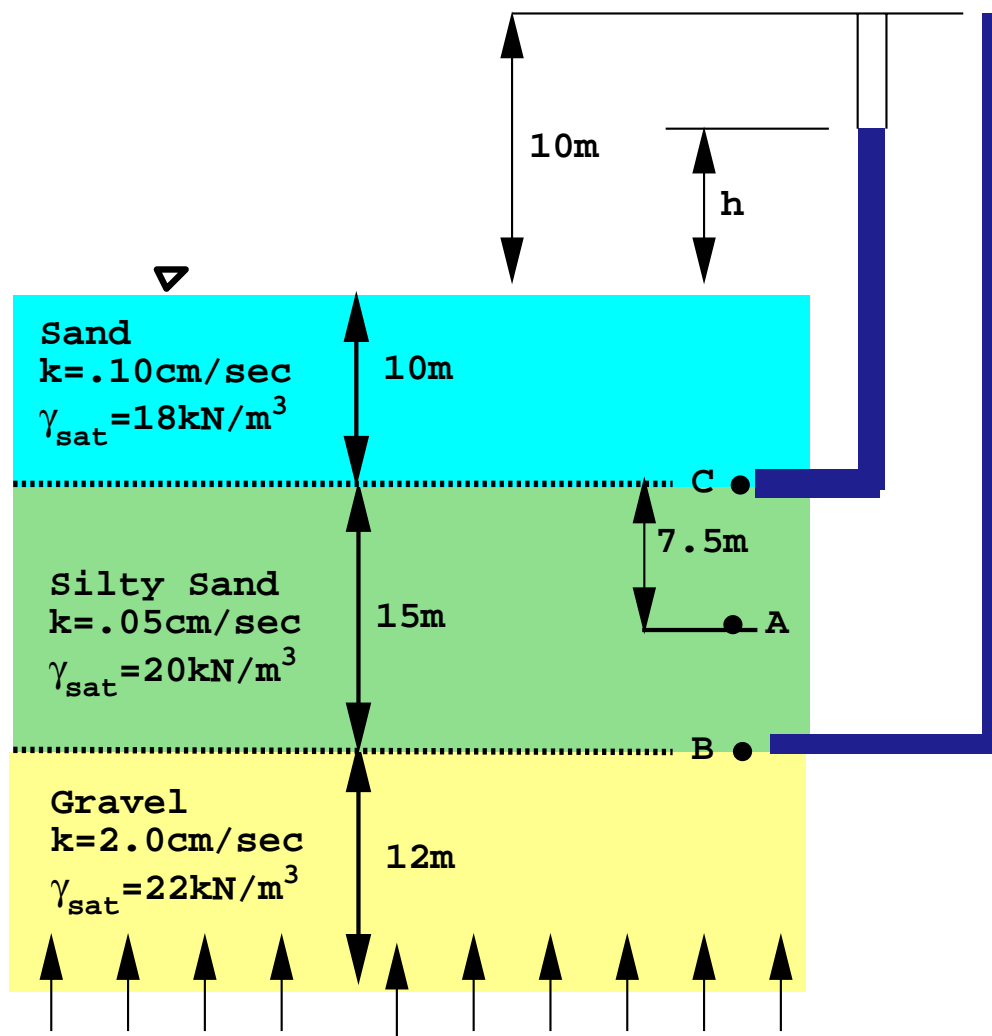 10m
h
Sand
k=.10cm/sec
γsat=18kN/m³
10m
C
7.5m
Silty Sand
k=.05cm/sec
γsat=20kN/m³
15m
A
B
Gravel
k=2.0cm/sec
γsat=22kN/m³
12m